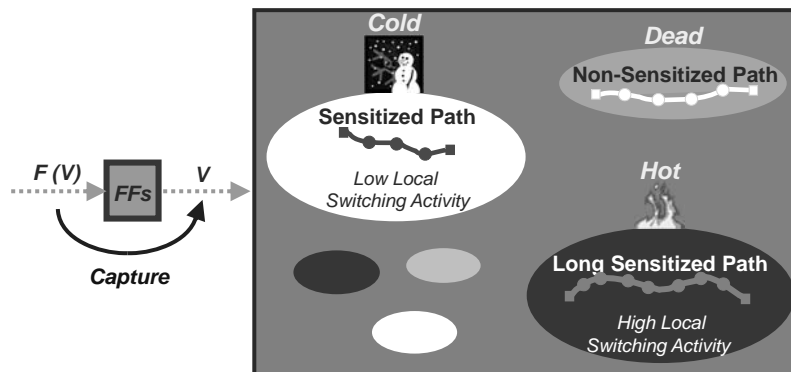 F (V)
FFs
V
Capture
Cold
Sensitized Path
Low Local
Switching Activity
Dead
Non-Sensitized Path
Hot
Long Sensitized Path
High Local
Switching Activity